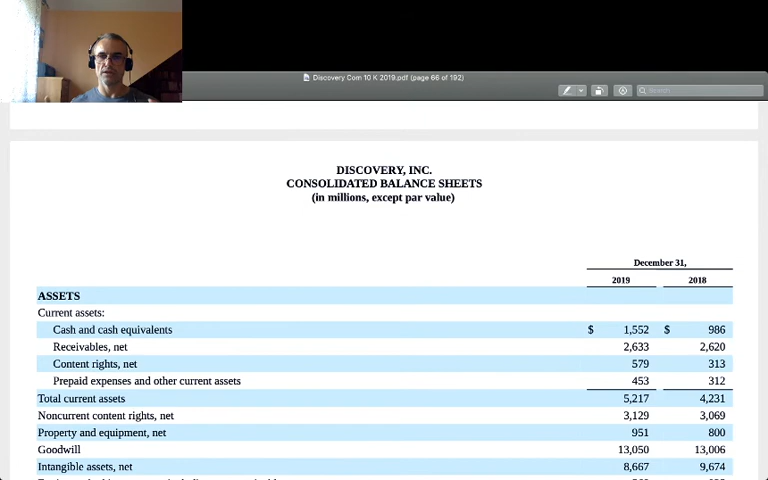 Discovery Com 10 K 2019.pdf (page 66 of 192)
Search
DISCOVERY, INC.
CONSOLIDATED BALANCE SHEETS
(in millions, except par value)
December 31,
2019 2018
ASSETS
Current assets:
Cash and cash equivalents $ 1,552 $ 986
Receivables, net 2,633 2,620
Content rights, net 579 313
Prepaid expenses and other current assets 453 312
Total current assets 5,217 4,231
Noncurrent content rights, net 3,129 3,069
Property and equipment, net 951 800
Goodwill 13,050 13,006
Intangible assets, net 8,667 9,674